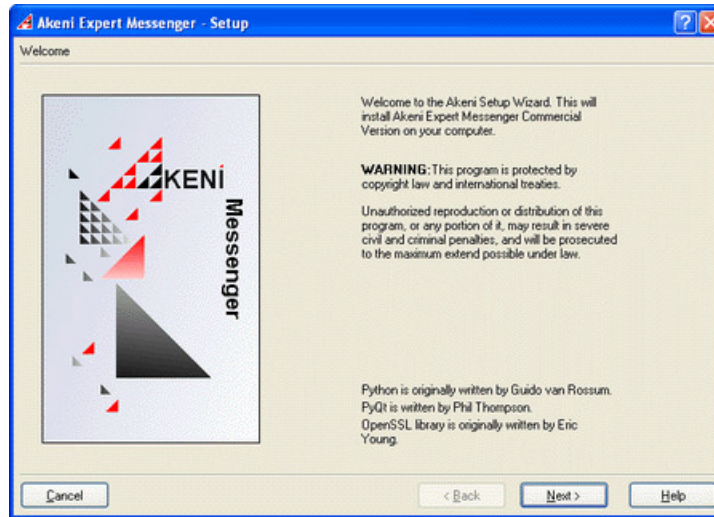 Akeni Expert Messenger - Setup
Welcome
AKENI
Messenger
Welcome to the Akeni Setup Wizard. This will
install Akeni Expert Messenger Commercial
Version on your computer.
WARNING: This program is protected by
copyright law and international treaties.
Unauthorized reproduction or distribution of this
program, or any portion of it, may result in severe
civil and criminal penalties, and will be prosecuted
to the maximum extend possible under law.
Python is originally written by Guido van Rossum.
PyQt is written by Phil Thompson.
OpenSSL library is originally written by Eric
Young.
Cancel
< Back
Next >
Help